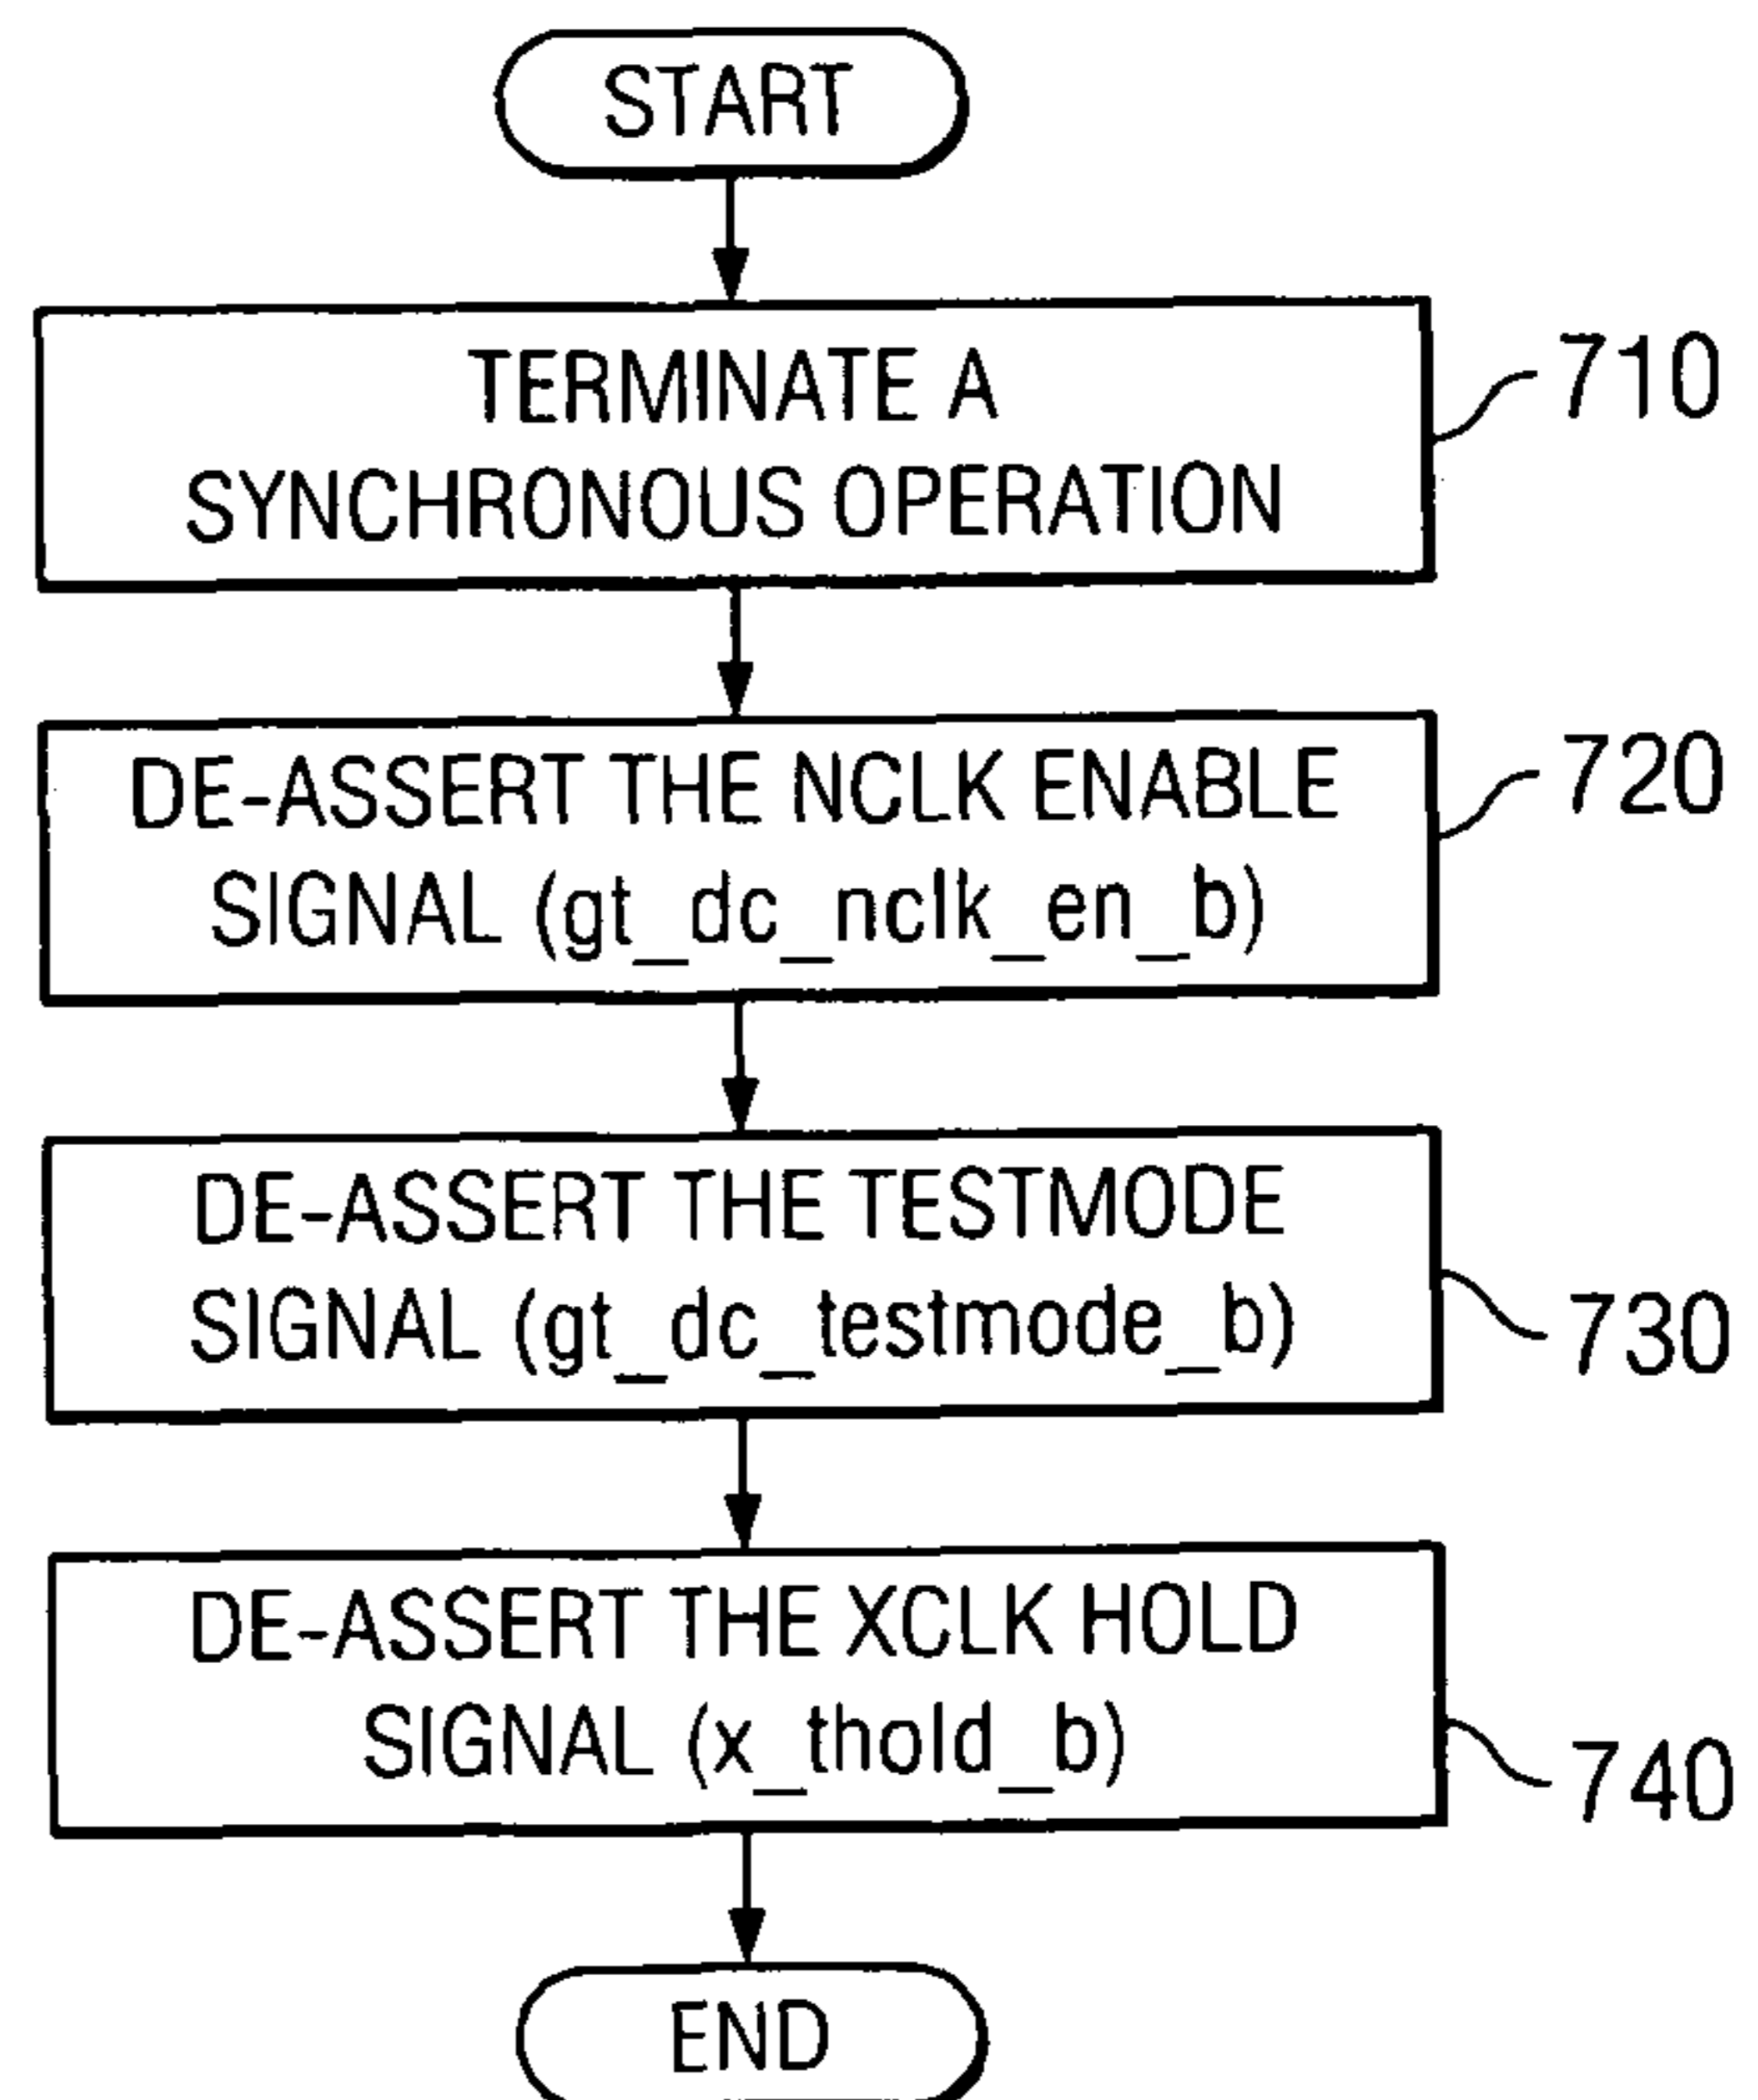 START
TERMINATE A
SYNCHRONOUS OPERATION
710
DE-ASSERT THE NCLK ENABLE
SIGNAL (gt_dc_nclk_en_b)
720
DE-ASSERT THE TESTMODE
SIGNAL (gt_dc_testmode_b)
730
DE-ASSERT THE XCLK HOLD
SIGNAL (x_thold_b)
740
END